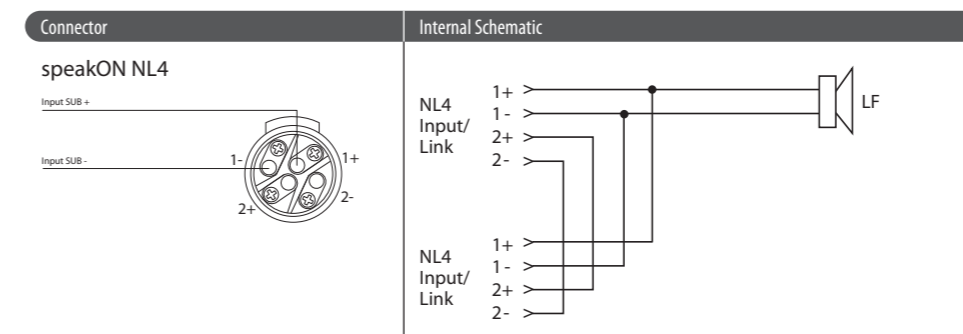 Connector
Internal Schematic
speakON NL4
Input SUB +
Input SUB -
1-
1+
2+
2-
NL4
Input/
Link
1+
1 -
2+
2-
LF
NL4
Input/
Link
1+
1 -
2+
2-